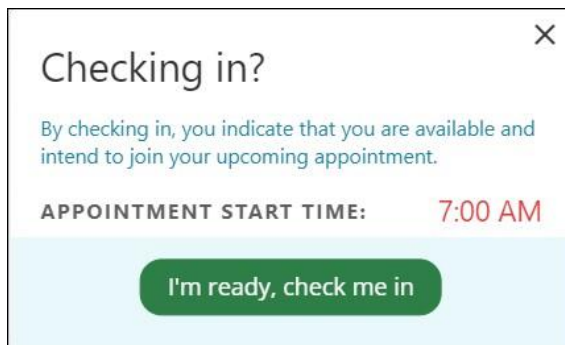 Checking in?
By checking in, you indicate that you are available and
intend to join your upcoming appointment.
APPOINTMENT START TIME: 7:00 AM
I'm ready, check me in